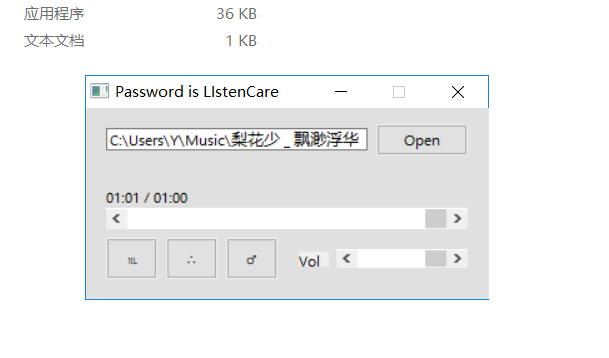 应用程序 36 KB
文本文档 1 KB
Password is LIstenCare
C:\Users\Y\Music\梨花少 _ 飘渺浮华
Open
01:01 / 01:00
℡ ∴ ♂ Vol